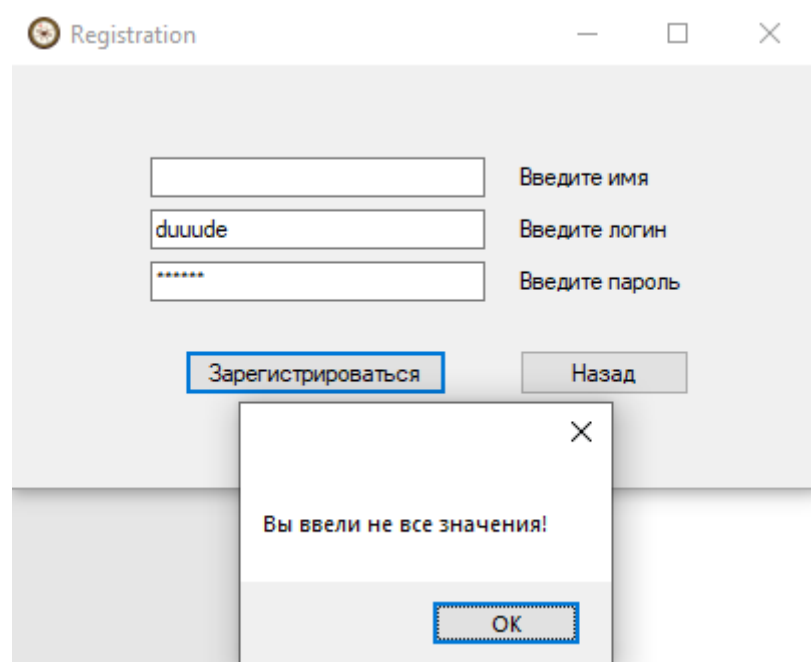 Registration
Введите имя
duuude
Введите логин
******
Введите пароль
Зарегистрироваться
Назад
Вы ввели не все значения!
OK